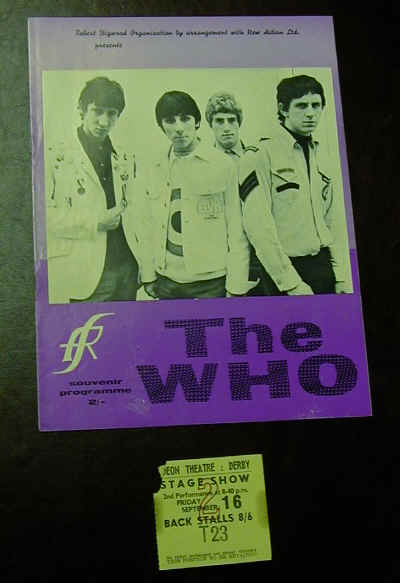 Robert Stigwood Organisation by arrangement with New Action Ltd.
presents
The
WHO
souvenir
programme
2/-
DEON THEATRE : DERBY
STAGE SHOW
2nd Performance at 8-40 p.m.
FRIDAY
SEPTEMBER 16
2
BACK STALLS 8/6
T23